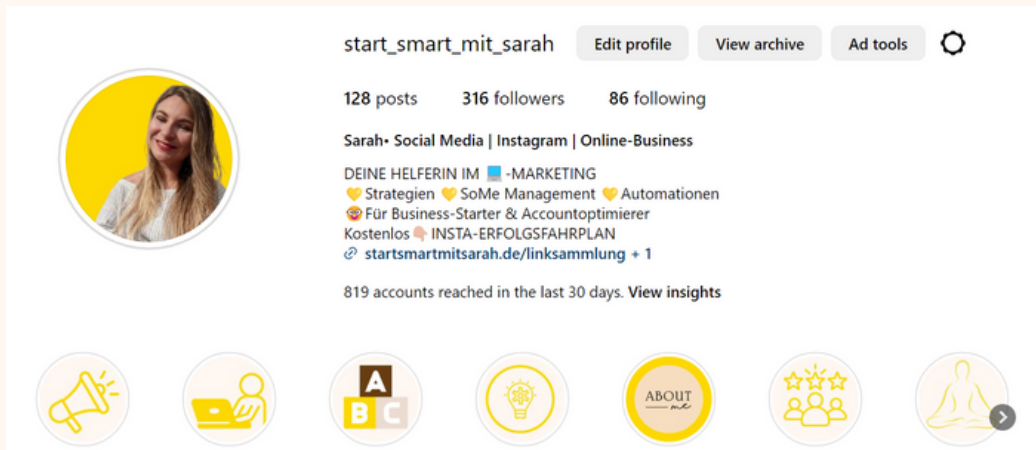 start_smart_mit_sarah Edit profile View archive Ad tools
128 posts 316 followers 86 following
Sarah• Social Media | Instagram | Online-Business
DEINE HELFERIN IM 💻 -MARKETING
💛Strategien 💛SoMe Management 💛Automationen
🤓Für Business-Starter & Accountoptimierer
Kostenlos👇🏼INSTA-ERFOLGSFAHRPLAN
startsmartmitsarah.de/linksammlung + 1
819 accounts reached in the last 30 days. View insights
A
B C
ABOUT
me